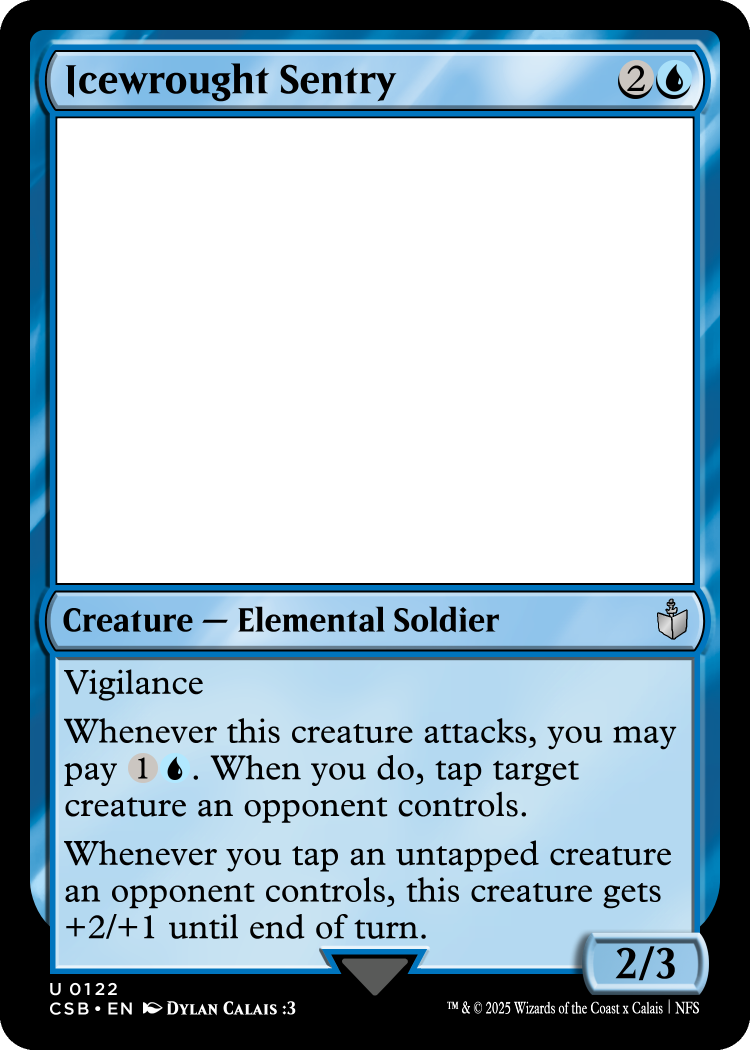 Icewrought Sentry 2
Creature — Elemental Soldier
Vigilance
Whenever this creature attacks, you may
pay 1 . When you do, tap target
creature an opponent controls.
Whenever you tap an untapped creature
an opponent controls, this creature gets
+2/+1 until end of turn.
2/3
U 0122
CSB • EN DYLAN CALAIS :3
™ & © 2025 Wizards of the Coast x Calais | NFS